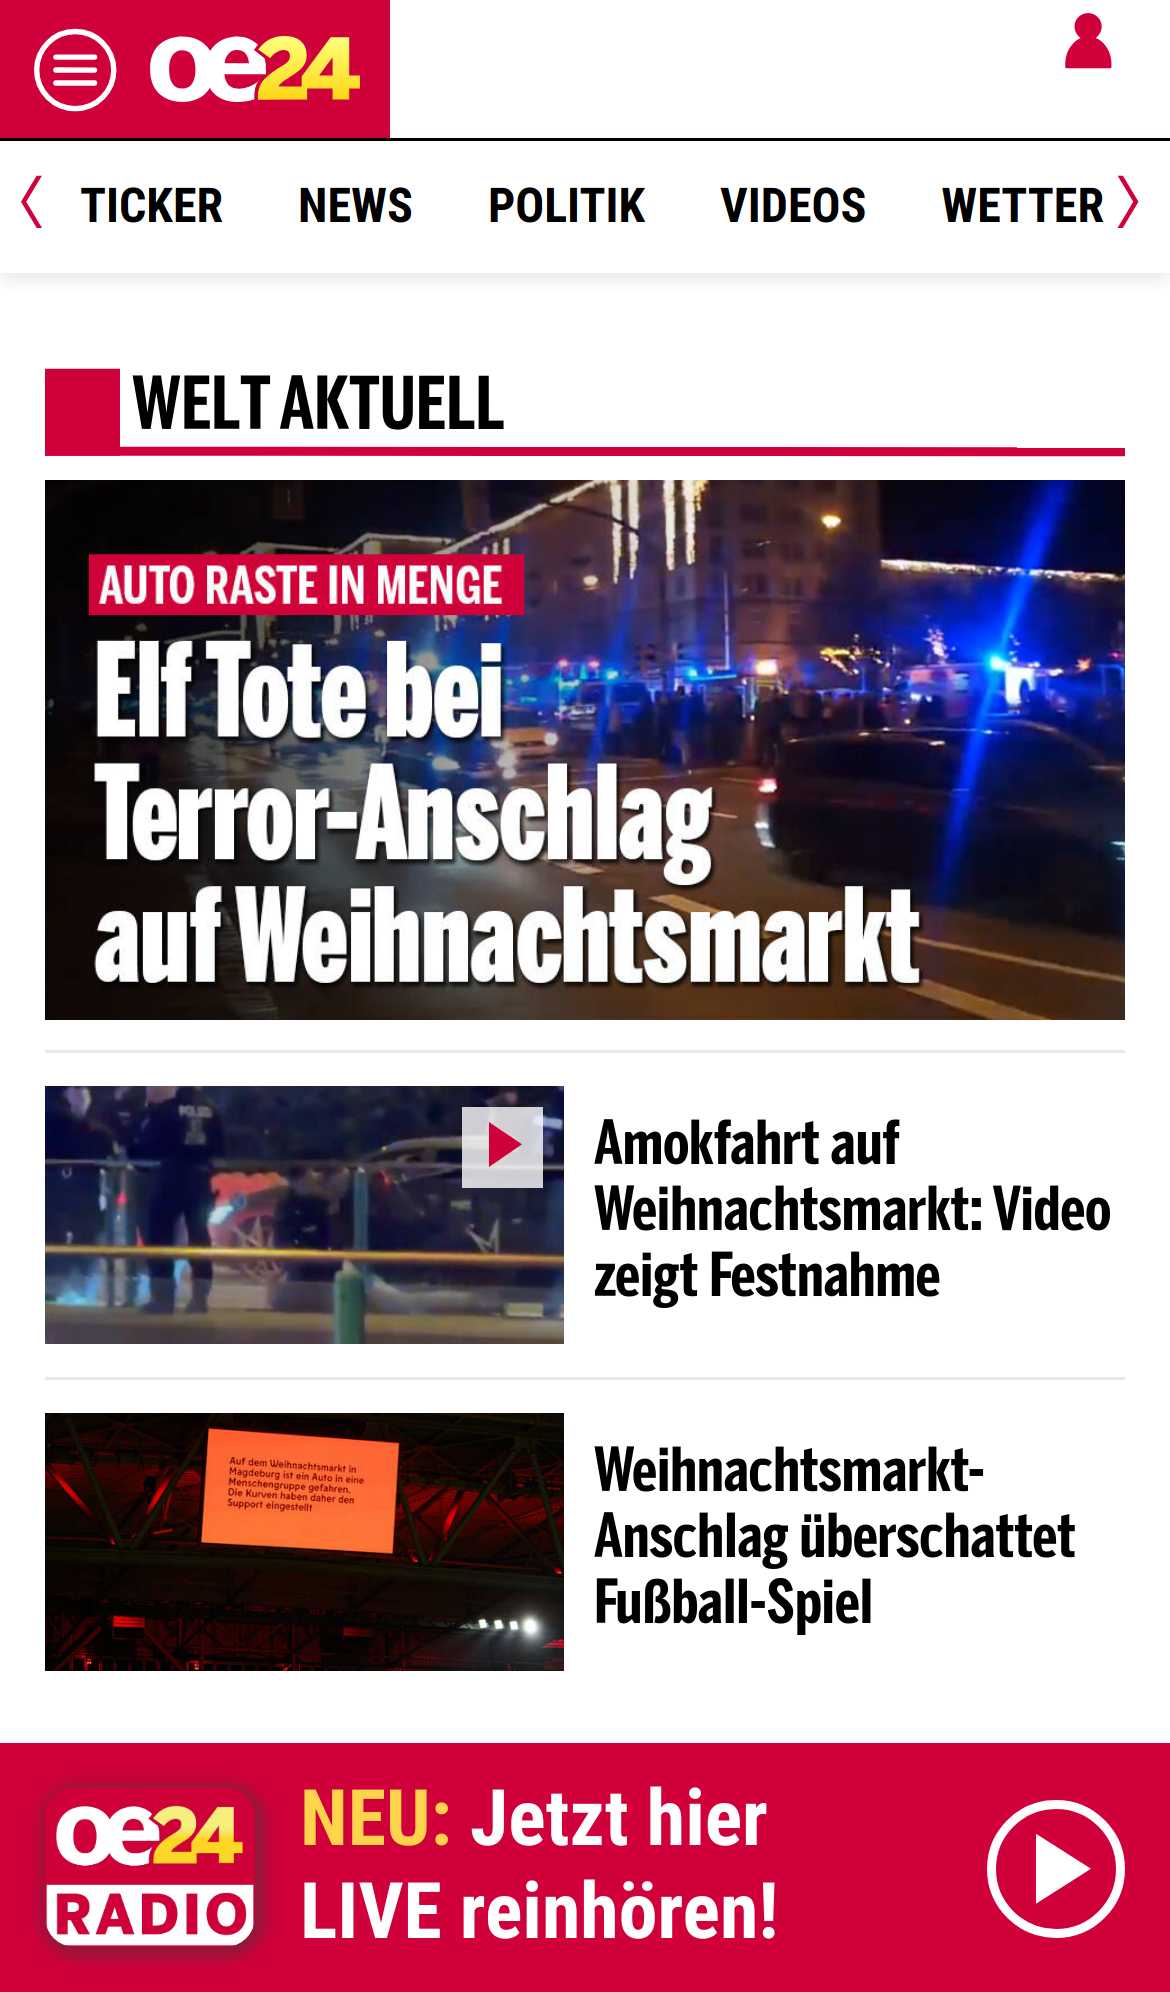 oe24
TICKER NEWS POLITIK VIDEOS WETTER
WELT AKTUELL
AUTO RASTE IN MENGE
Elf Tote bei
Terror-Anschlag
auf Weihnachtsmarkt
POLIZEI
Amokfahrt auf
Weihnachtsmarkt: Video
zeigt Festnahme
Auf dem Weihnachtsmarkt in
Magdeburg ist ein Auto in eine
Menschengruppe gefahren.
Die Kurven haben daher den
Support eingestellt
Weihnachtsmarkt-
Anschlag überschattet
Fußball-Spiel
oe24
RADIO
NEU: Jetzt hier
LIVE reinhören!